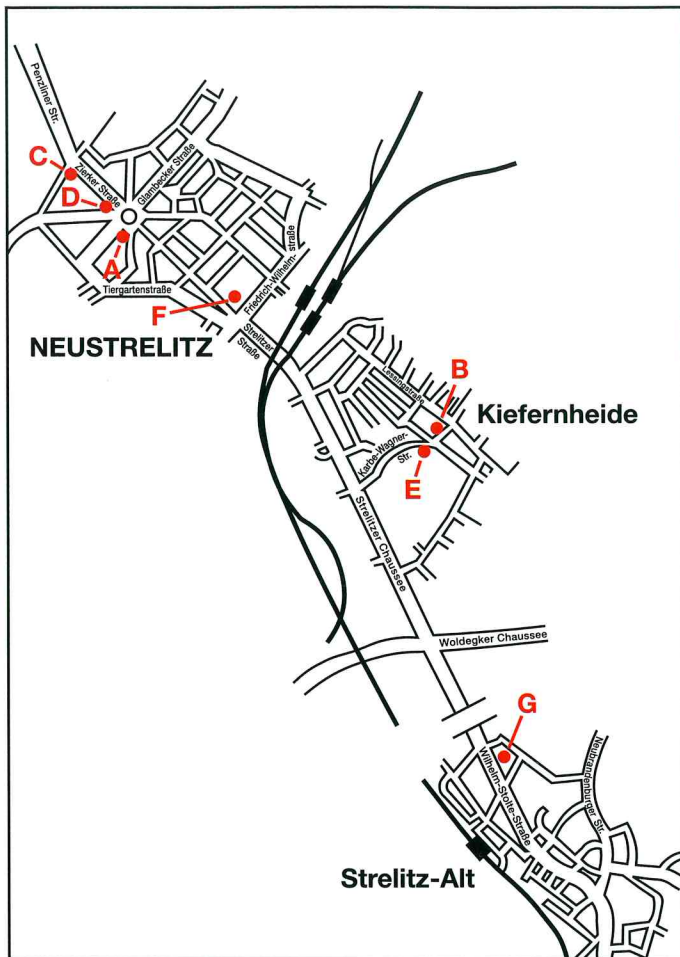 Penzliner Str.
C
Zierker Straße
Glambecker Straße
D
A
Tiergartenstraße
F
Friedrich-Wilhelm-
straße
NEUSTRELITZ
Strelitzer
Straße
Lessingstraße
B
Kiefernheide
Karbe-Wagner-
Str.
E
Strelitzer Chaussee
Woldegker Chaussee
G
Neubrandenburger Str.
Wilhelm-Stolte-Straße
Strelitz-Alt